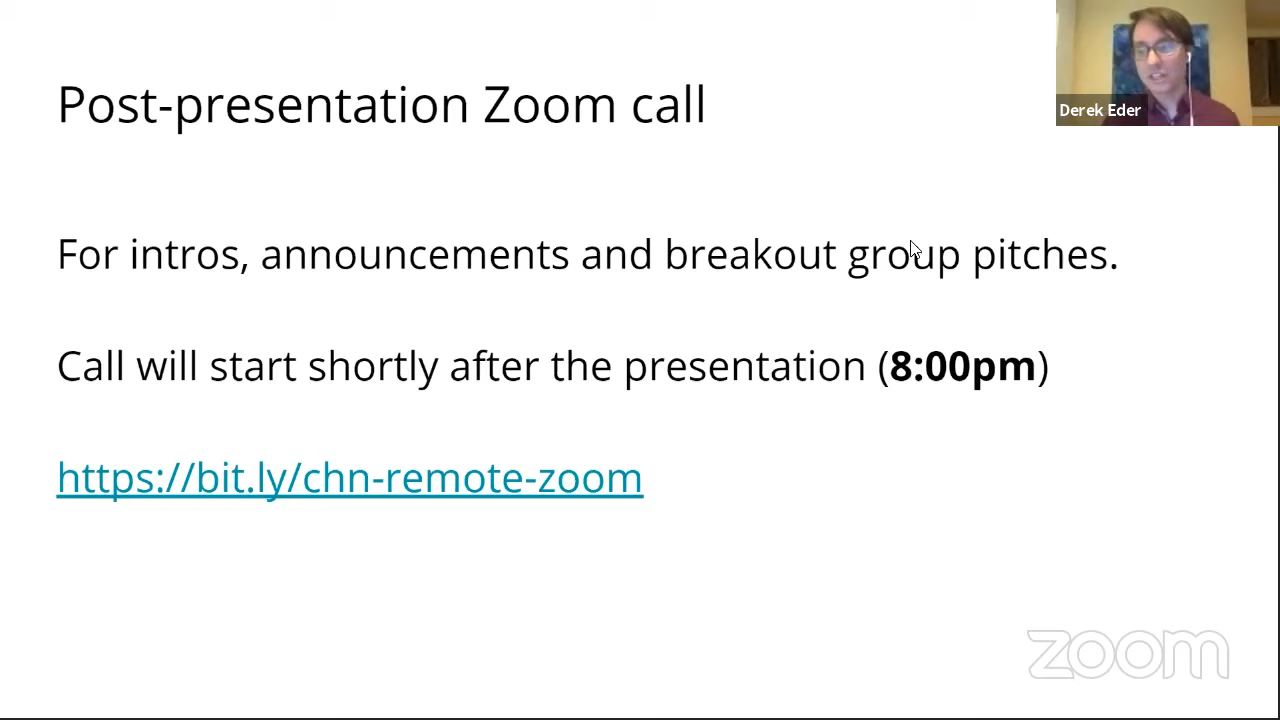 Post-presentation Zoom call
Derek Eder
For intros, announcements and breakout group pitches.
Call will start shortly after the presentation (8:00pm)
https://bit.ly/chn-remote-zoom
zoom